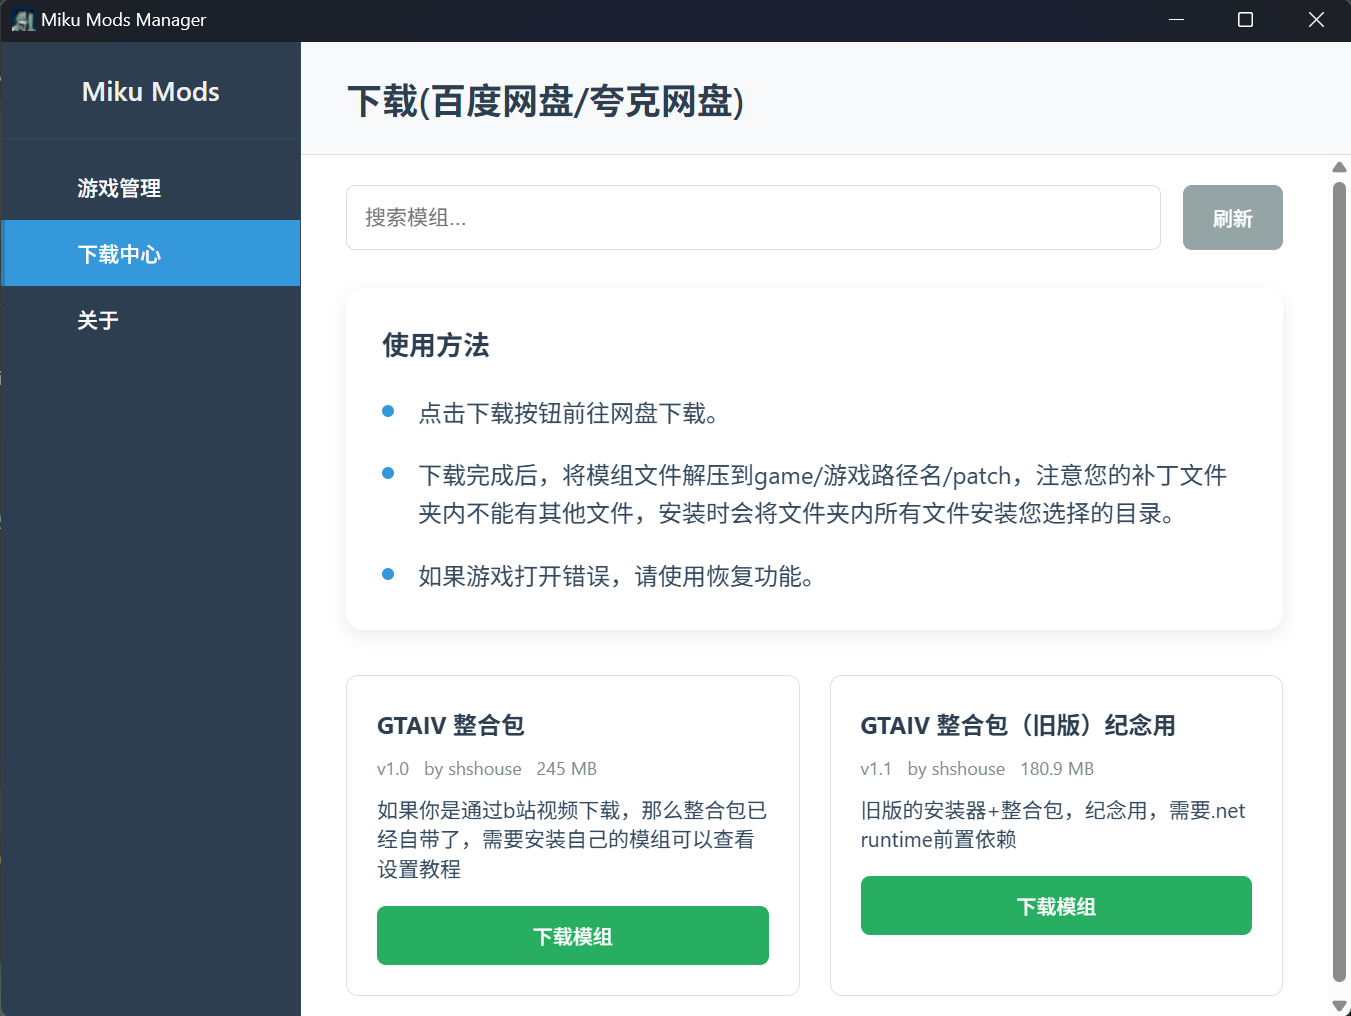 Miku Mods Manager
Miku Mods
游戏管理
下载中心
关于
下载(百度网盘/夸克网盘)
搜索模组...
刷新
使用方法
点击下载按钮前往网盘下载。
下载完成后，将模组文件解压到game/游戏路径名/patch，注意您的补丁文件
夹内不能有其他文件，安装时会将文件夹内所有文件安装您选择的目录。
如果游戏打开错误，请使用恢复功能。
GTAIV 整合包
v1.0 by shshouse 245 MB
如果你是通过b站视频下载，那么整合包已
经自带了，需要安装自己的模组可以查看
设置教程
下载模组
GTAIV 整合包（旧版）纪念用
v1.1 by shshouse 180.9 MB
旧版的安装器+整合包，纪念用，需要.net
runtime前置依赖
下载模组